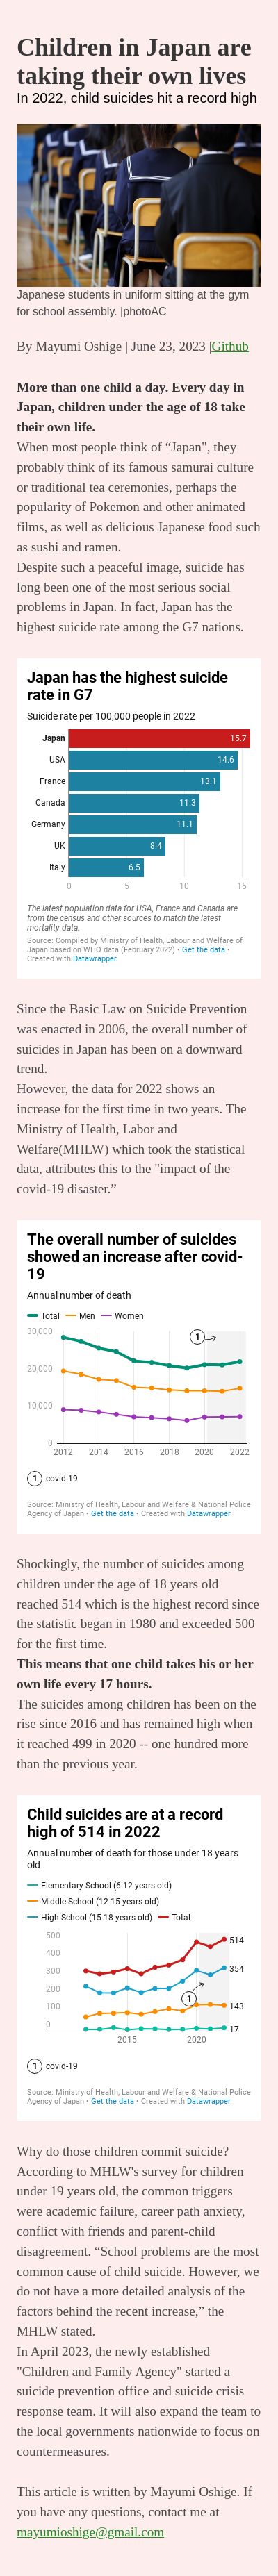 Children in Japan are
taking their own lives
In 2022, child suicides hit a record high
Japanese students in uniform sitting at the gym
for school assembly. |photoAC
By Mayumi Oshige | June 23, 2023 |Github
More than one child a day. Every day in
Japan, children under the age of 18 take
their own life.
When most people think of “Japan", they
probably think of its famous samurai culture
or traditional tea ceremonies, perhaps the
popularity of Pokemon and other animated
films, as well as delicious Japanese food such
as sushi and ramen.
Despite such a peaceful image, suicide has
long been one of the most serious social
problems in Japan. In fact, Japan has the
highest suicide rate among the G7 nations.
Japan has the highest suicide
rate in G7
Suicide rate per 100,000 people in 2022
Japan 15.7
USA 14.6
France 13.1
Canada 11.3
Germany 11.1
UK 8.4
Italy 6.5
0 5 10 15
The latest population data for USA, France and Canada are
from the census and other sources to match the latest
mortality data.
Source: Compiled by Ministry of Health, Labour and Welfare of
Japan based on WHO data (February 2022) • Get the data •
Created with Datawrapper
Since the Basic Law on Suicide Prevention
was enacted in 2006, the overall number of
suicides in Japan has been on a downward
trend.
However, the data for 2022 shows an
increase for the first time in two years. The
Ministry of Health, Labor and
Welfare(MHLW) which took the statistical
data, attributes this to the "impact of the
covid-19 disaster.”
The overall number of suicides
showed an increase after covid-
19
Annual number of death
Total Men Women
30,000
1
20,000
10,000
0
2012 2014 2016 2018 2020 2022
1 covid-19
Source: Ministry of Health, Labour and Welfare & National Police
Agency of Japan • Get the data • Created with Datawrapper
Shockingly, the number of suicides among
children under the age of 18 years old
reached 514 which is the highest record since
the statistic began in 1980 and exceeded 500
for the first time.
This means that one child takes his or her
own life every 17 hours.
The suicides among children has been on the
rise since 2016 and has remained high when
it reached 499 in 2020 -- one hundred more
than the previous year.
Child suicides are at a record
high of 514 in 2022
Annual number of death for those under 18 years
old
Elementary School (6-12 years old)
Middle School (12-15 years old)
High School (15-18 years old) Total
500
514
400
300
354
200
1
100
143
0
17
2015 2020
1 covid-19
Source: Ministry of Health, Labour and Welfare & National Police
Agency of Japan • Get the data • Created with Datawrapper
Why do those children commit suicide?
According to MHLW's survey for children
under 19 years old, the common triggers
were academic failure, career path anxiety,
conflict with friends and parent-child
disagreement. “School problems are the most
common cause of child suicide. However, we
do not have a more detailed analysis of the
factors behind the recent increase,” the
MHLW stated.
In April 2023, the newly established
"Children and Family Agency" started a
suicide prevention office and suicide crisis
response team. It will also expand the team to
the local governments nationwide to focus on
countermeasures.
This article is written by Mayumi Oshige. If
you have any questions, contact me at
mayumioshige@gmail.com